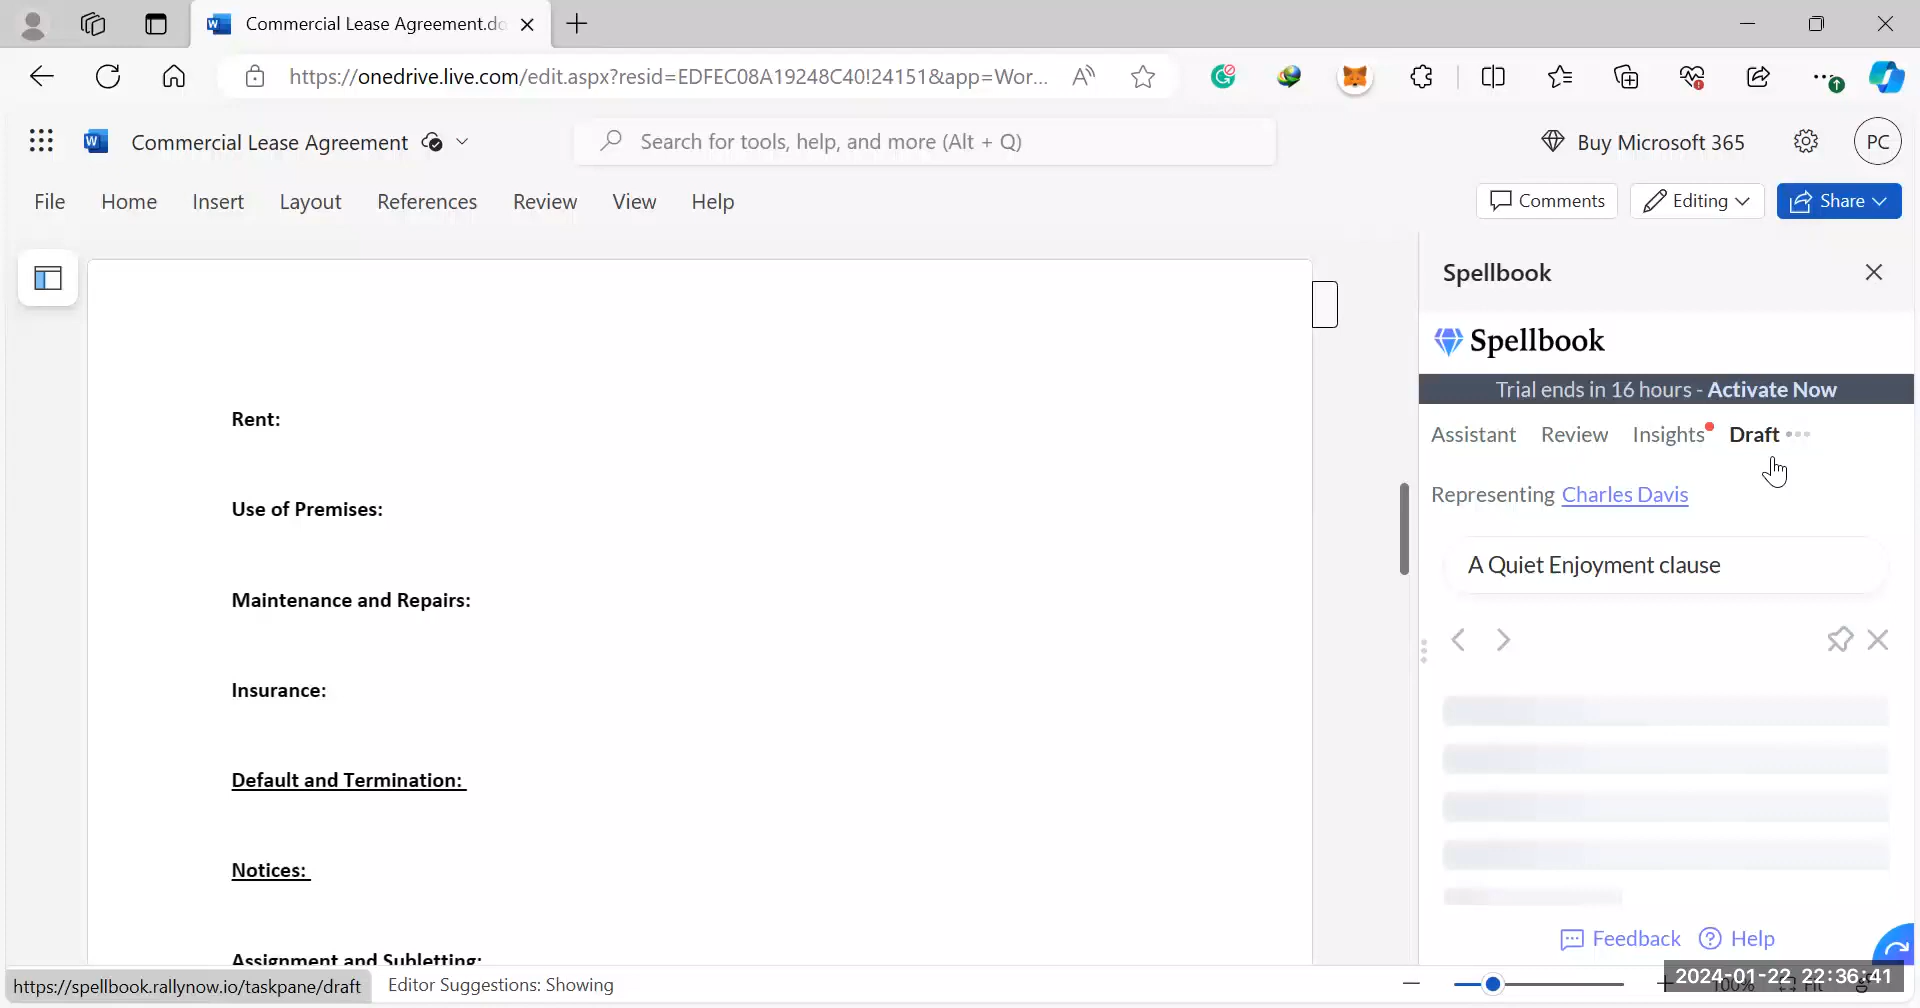 Commercial Lease Agreement.do
https://onedrive.live.com/edit.aspx?resid=EDFEC08A19248C40!24151&app=Wor...
Commercial Lease Agreement
Search for tools, help, and more (Alt + Q)
Buy Microsoft 365
PC
File Home Insert Layout References Review View Help
Comments
Editing
Share
Spellbook
Spellbook
Trial ends in 16 hours - Activate Now
Assistant Review Insights Draft
Representing Charles Davis
A Quiet Enjoyment clause
Rent:
Use of Premises:
Maintenance and Repairs:
Insurance:
Default and Termination:
Notices:
Assignment and Subletting:
Feedback Help
https://spellbook.rallynow.io/taskpane/draft
Editor Suggestions: Showing
100%
2024-01-22, 22:36:41